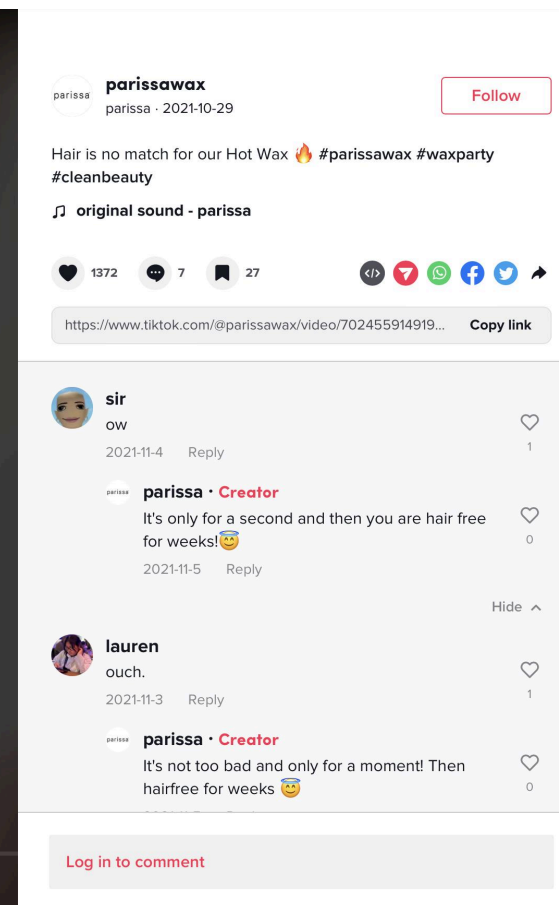 parissa
parissawax
parissa · 2021-10-29
Follow
Hair is no match for our Hot Wax 🔥 #parissawax #waxparty
#cleanbeauty
♫ original sound - parissa
1372
7
27
https://www.tiktok.com/@parissawax/video/702455914919...
Copy link
sir
ow
1
2021-11-4 Reply
parissa
parissa · Creator
It's only for a second and then you are hair free
for weeks!😇
0
2021-11-5 Reply
Hide
lauren
ouch.
1
2021-11-3 Reply
parissa
parissa · Creator
It's not too bad and only for a moment! Then
hairfree for weeks 😇
0
Log in to comment